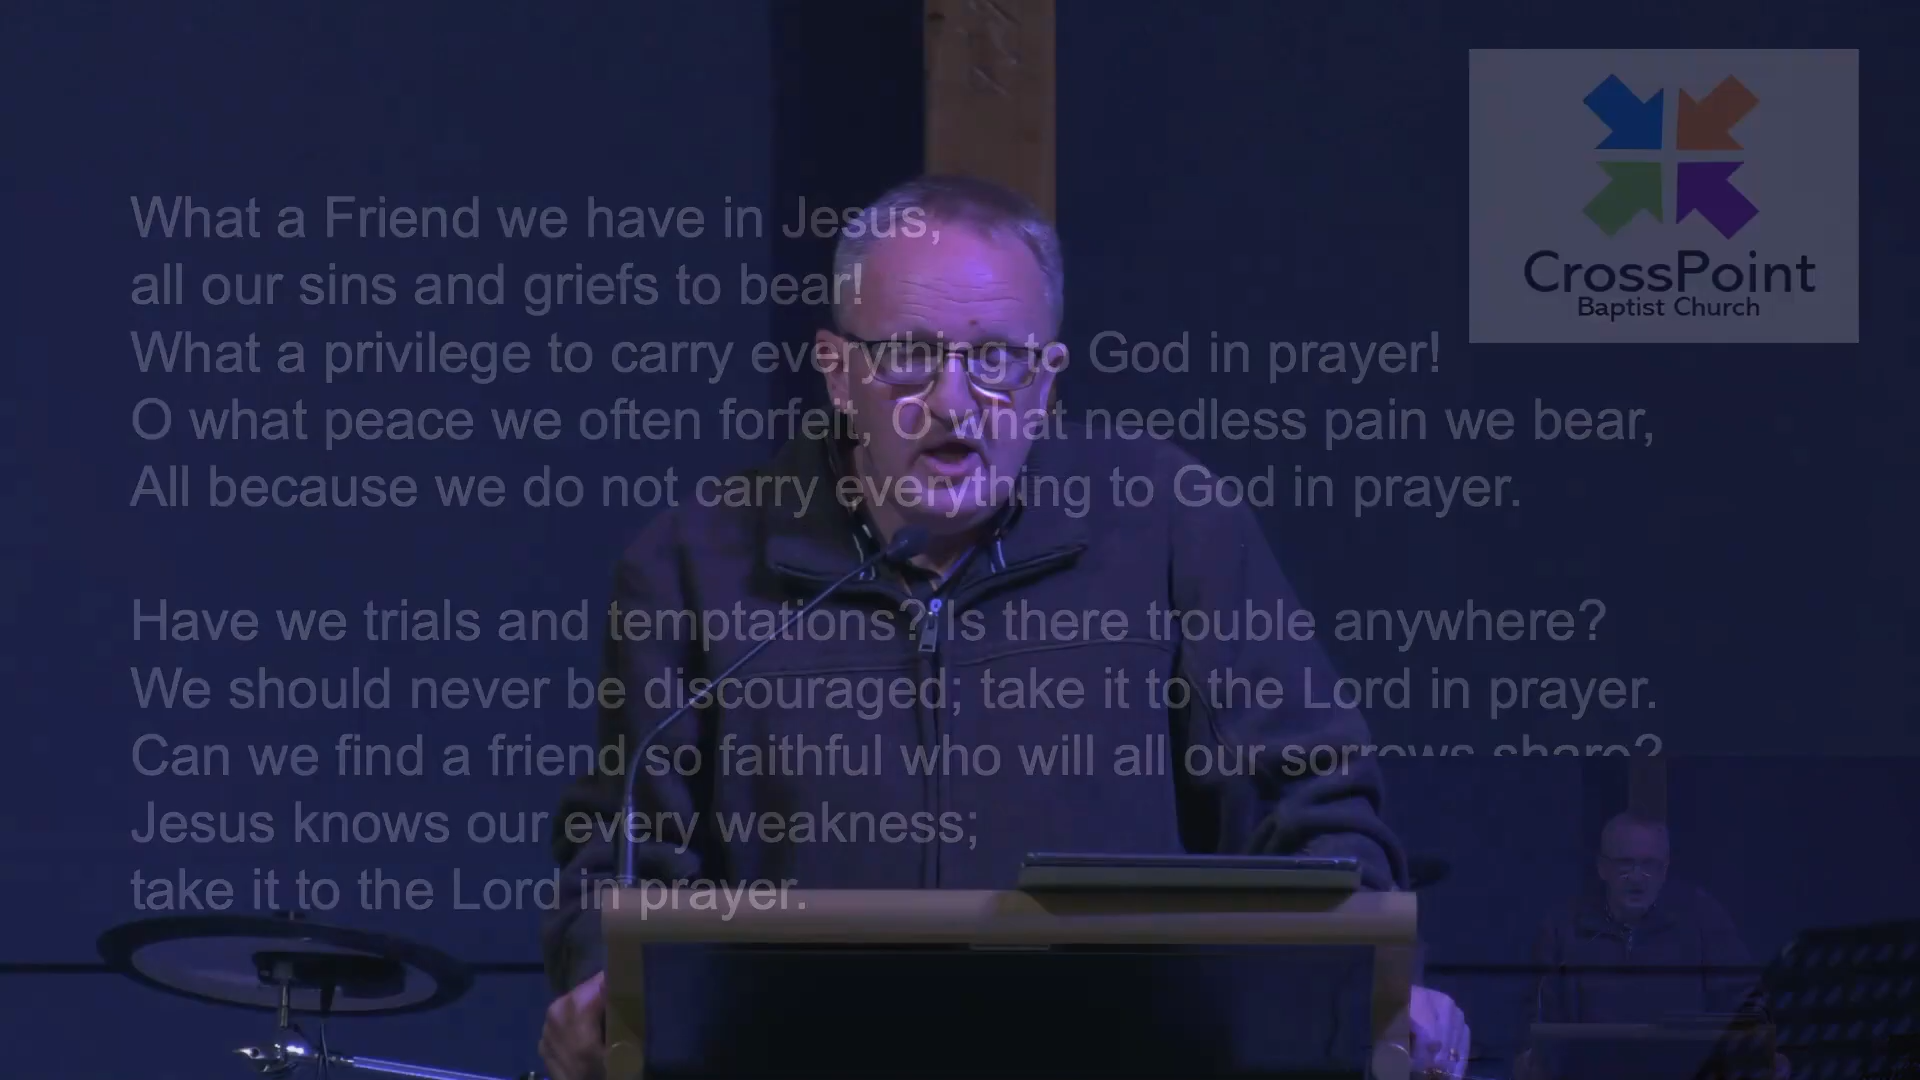 What a Friend we have in Jesus,
all our sins and griefs to bear!
What a privilege to carry everything to God in prayer!
O what peace we often forfeit, O what needless pain we bear,
All because we do not carry everything to God in prayer.
Have we trials and temptations? Is there trouble anywhere?
We should never be discouraged; take it to the Lord in prayer.
Can we find a friend so faithful who will all our sorrows share?
Jesus knows our every weakness;
take it to the Lord in prayer.
CrossPoint
Baptist Church